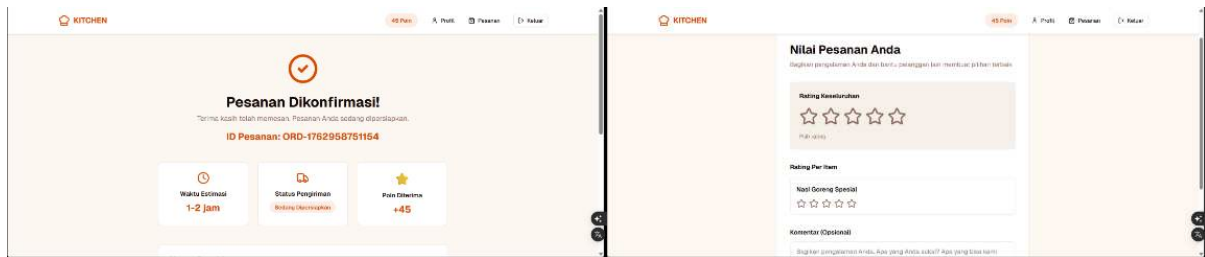 KITCHEN
45 Poin Profil Pesanan Keluar
Pesanan Dikonfirmasi!
Terima kasih telah memesan. Pesanan Anda sedang dipersiapkan.
ID Pesanan: ORD-1762958751154
Waktu Estimasi
1-2 jam
Status Pengiriman
Sedang Dipersiapkan
Poin Diterima
+45
KITCHEN
45 Poin Profil Pesanan Keluar
Nilai Pesanan Anda
Bagikan pengalaman Anda dan bantu pelanggan lain membuat pilihan terbaik
Rating Keseluruhan
Pilih rating
Rating Per Item
Nasi Goreng Spesial
Komentar (Opsional)
Bagikan pengalaman Anda. Apa yang Anda sukai? Apa yang bisa kami